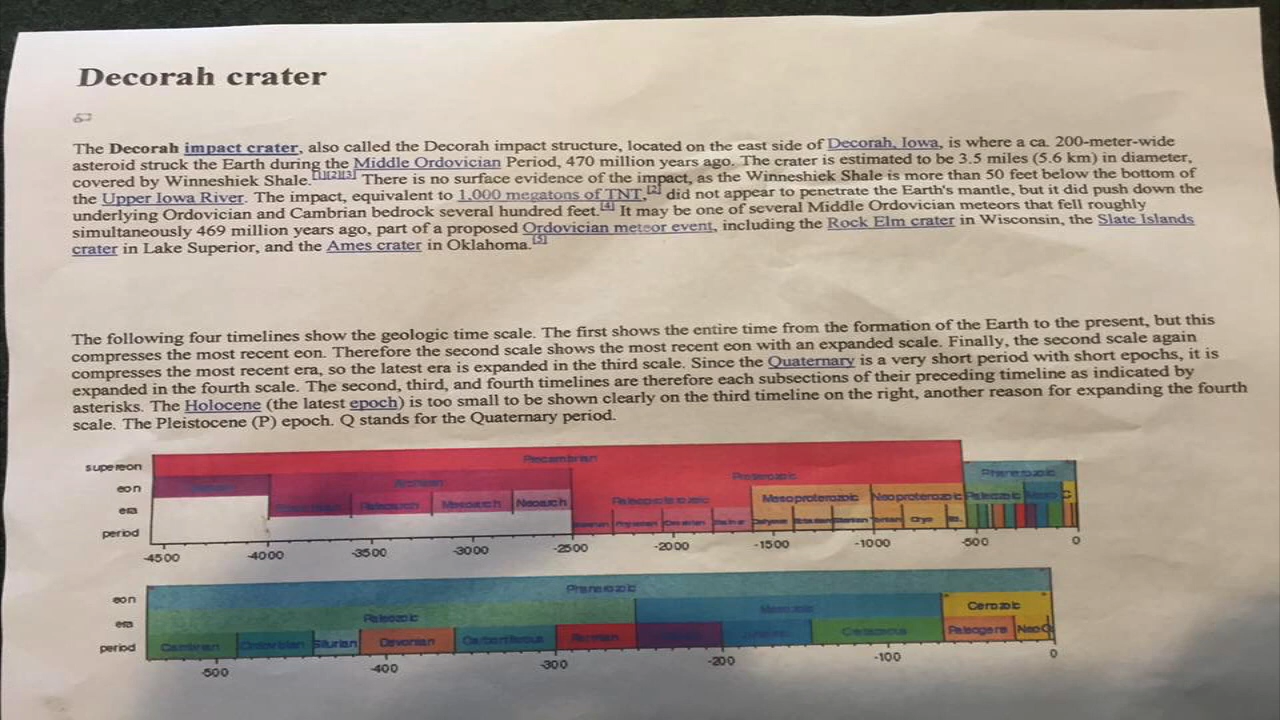 Decorah crater
The Decorah impact crater, also called the Decorah impact structure, located on the east side of Decorah, Iowa, is where a ca. 200-meter-wide
asteroid struck the Earth during the Middle Ordovician Period, 470 million years ago. The crater is estimated to be 3.5 miles (5.6 km) in diameter,
covered by Winneshiek Shale.[1][2][3] There is no surface evidence of the impact, as the Winneshiek Shale is more than 50 feet below the bottom of
the Upper Iowa River. The impact, equivalent to 1,000 megatons of TNT,[2] did not appear to penetrate the Earth's mantle, but it did push down the
underlying Ordovician and Cambrian bedrock several hundred feet.[4] It may be one of several Middle Ordovician meteors that fell roughly
simultaneously 469 million years ago, part of a proposed Ordovician meteor event, including the Rock Elm crater in Wisconsin, the Slate Islands
crater in Lake Superior, and the Ames crater in Oklahoma.[5]
The following four timelines show the geologic time scale. The first shows the entire time from the formation of the Earth to the present, but this
compresses the most recent eon. Therefore the second scale shows the most recent eon with an expanded scale. Finally, the second scale again
compresses the most recent era, so the latest era is expanded in the third scale. Since the Quaternary is a very short period with short epochs, it is
expanded in the fourth scale. The second, third, and fourth timelines are therefore each subsections of their preceding timeline as indicated by
asterisks. The Holocene (the latest epoch) is too small to be shown clearly on the third timeline on the right, another reason for expanding the fourth
scale. The Pleistocene (P) epoch. Q stands for the Quaternary period.
supereon Precambrian
eon Archean Proterozoic Phanerozoic
era Mesoarch Neoarch Paleoproterozoic Mesoproterozoic Neoproterozoic Paleozoic C
period Cryo
-4500 -4000 -3500 -3000 -2500 -2000 -1500 -1000 -500 0
eon Phanerozoic
era Paleozoic Mesozoic Cenozoic
period Cambrian Ordovician Silurian Devonian Carboniferous Permian Cretaceous Paleogene Neo Q
-500 -400 -300 -200 -100 0